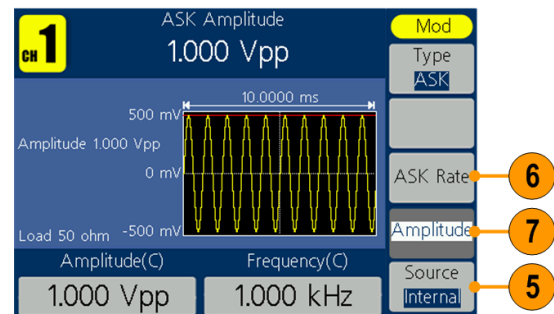 CH 1
ASK Amplitude
1.000 Vpp
Mod
Type
ASK
10.0000 ms
500 mV
Amplitude 1.000 Vpp
0 mV
ASK Rate
6
Amplitude
7
Load 50 ohm
-500 mV
Amplitude(C)
1.000 Vpp
Frequency(C)
1.000 kHz
Source
Internal
5